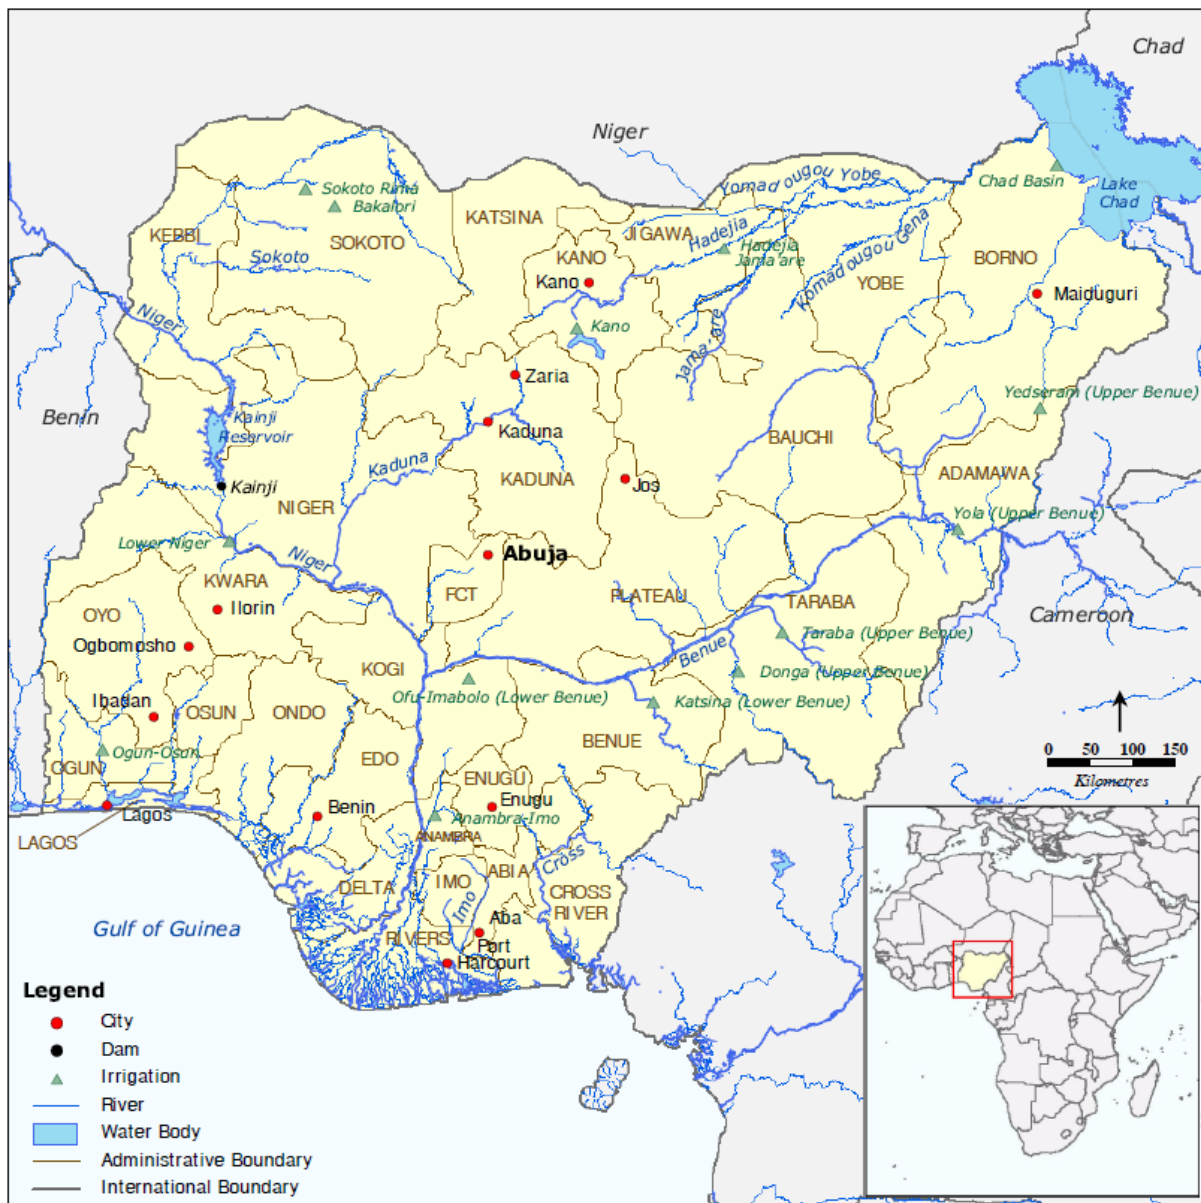 Chad
Niger
Yomad ougou Yobe
Chad Basin
Lake
Chad
Sokoto Rima
Bakalori
KATSINA
KEBBI
SOKOTO
JIGAWA
Hadejia
Hadejia
Jama'are
Komad ougou Gena
KANO
BORNO
Sokoto
YOBE
Kano
Maiduguri
Niger
Kano
Jama'are
Zaria
Benin
Kainji
Reservoir
Yedseram (Upper Benue)
Kaduna
BAUCHI
Kaduna
KADUNA
ADAMAWA
Kainji
Jos
NIGER
Yola (Upper Benue)
Lower Niger
Niger
Abuja
KWARA
FCT
PLATEAU
TARABA
OYO
Ilorin
Cameroon
Taraba (Upper Benue)
Ogbomosho
Benue
KOGI
Donga (Upper Benue)
Ofu-Imabolo (Lower Benue)
Katsina (Lower Benue)
Ibadan
OSUN
ONDO
BENUE
Ogun-Osun
EDO
0 50 100 150
Kilometres
OGUN
ENUGU
Enugu
Lagos
Benin
Anambra-Imo
LAGOS
ANAMBRA
Cross
ABIA
DELTA
IMO
CROSS
RIVER
Imo
Aba
Gulf of Guinea
RIVERS
Port
Harcourt
Legend
City
Dam
Irrigation
River
Water Body
Administrative Boundary
International Boundary